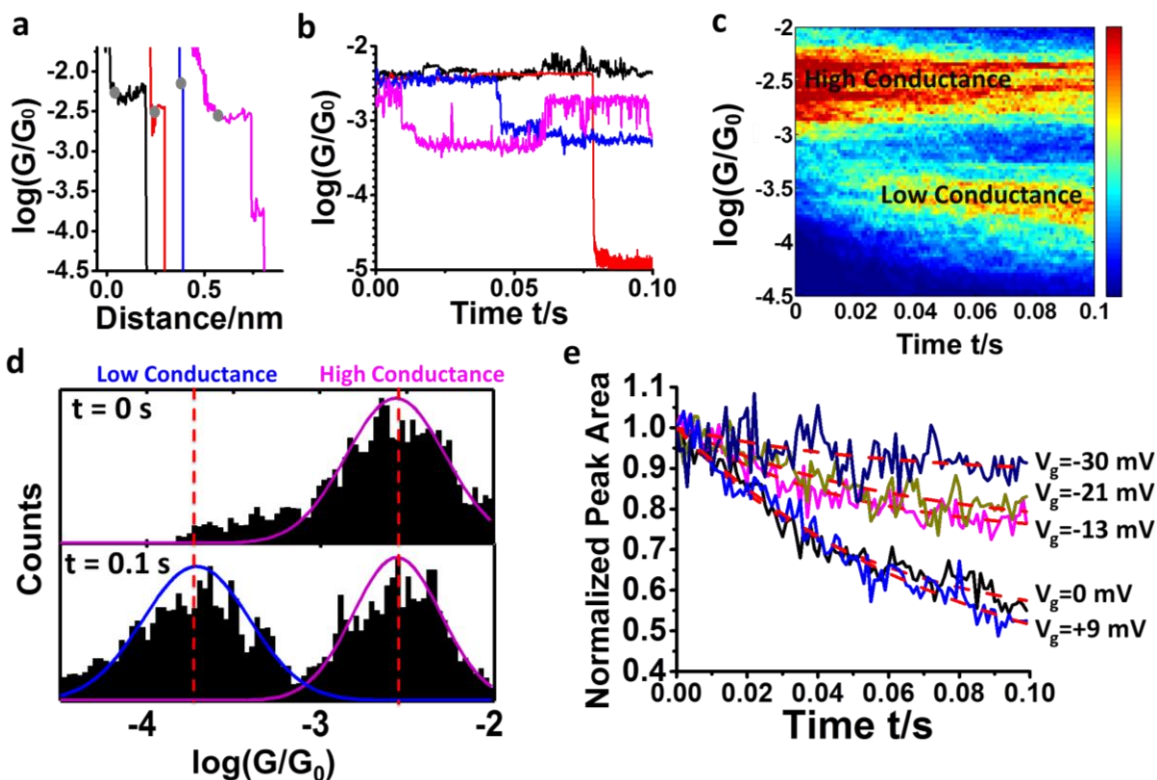 a
log(G/G₀)
-2.0
-2.5
-3.0
-3.5
-4.0
-4.5
0.0
0.5
Distance/nm
b
log(G/G₀)
-2
-3
-4
-5
0.00
0.05
0.10
Time t/s
c
log(G/G₀)
-2
-2.5
-3
-3.5
-4
-4.5
High Conductance
Low Conductance
0
0.02
0.04
0.06
0.08
0.1
Time t/s
d
Low Conductance
High Conductance
t = 0 s
t = 0.1 s
Counts
-4
-3
-2
log(G/G₀)
e
Normalized Peak Area
1.1
1.0
0.9
0.8
0.7
0.6
0.5
0.4
V_g=-30 mV
V_g=-21 mV
V_g=-13 mV
V_g=0 mV
V_g=+9 mV
0.00
0.02
0.04
0.06
0.08
0.10
Time t/s